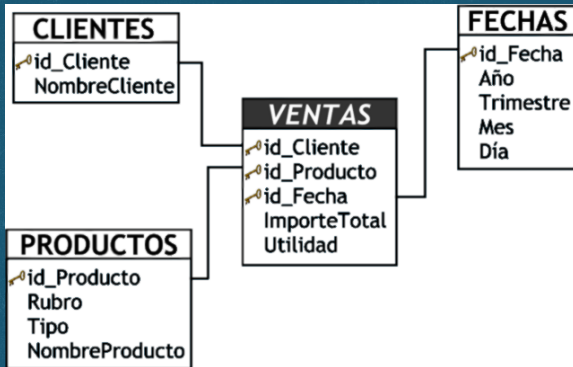 CLIENTES
id_Cliente
NombreCliente
FECHAS
id_Fecha
Año
Trimestre
Mes
Día
VENTAS
id_Cliente
id_Producto
id_Fecha
ImporteTotal
Utilidad
PRODUCTOS
id_Producto
Rubro
Tipo
NombreProducto